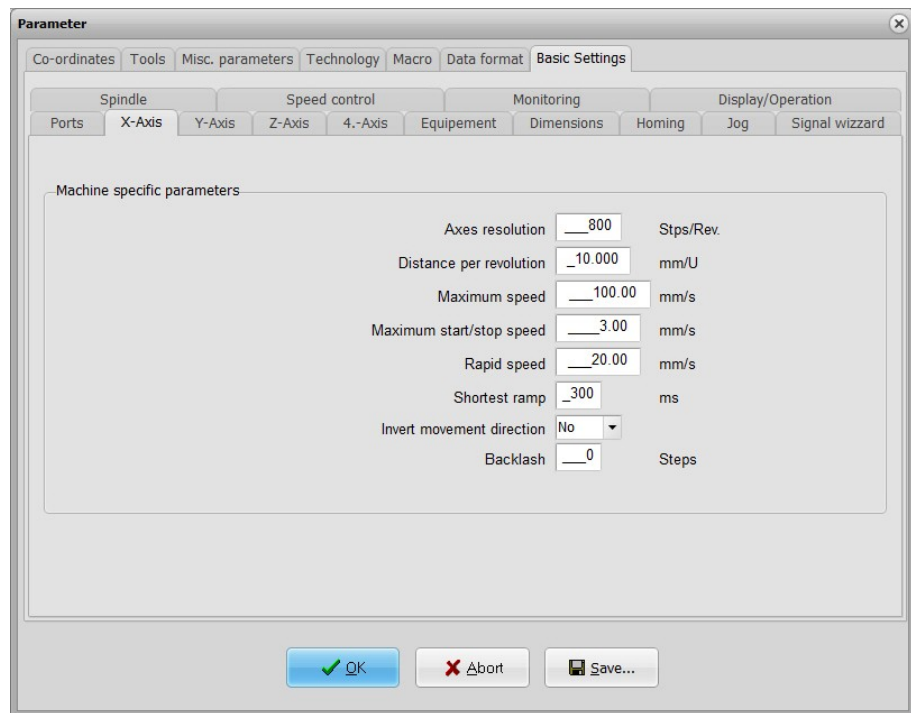 Parameter
Co-ordinates Tools Misc. parameters Technology Macro Data format Basic Settings
Spindle Speed control Monitoring Display/Operation
Ports X-Axis Y-Axis Z-Axis 4.-Axis Equipement Dimensions Homing Jog Signal wizzard
Machine specific parameters
Axes resolution ___800 Stps/Rev.
Distance per revolution _10.000 mm/U
Maximum speed ___100.00 mm/s
Maximum start/stop speed ____3.00 mm/s
Rapid speed ___20.00 mm/s
Shortest ramp _300 ms
Invert movement direction No
Backlash ___0 Steps
OK Abort Save...